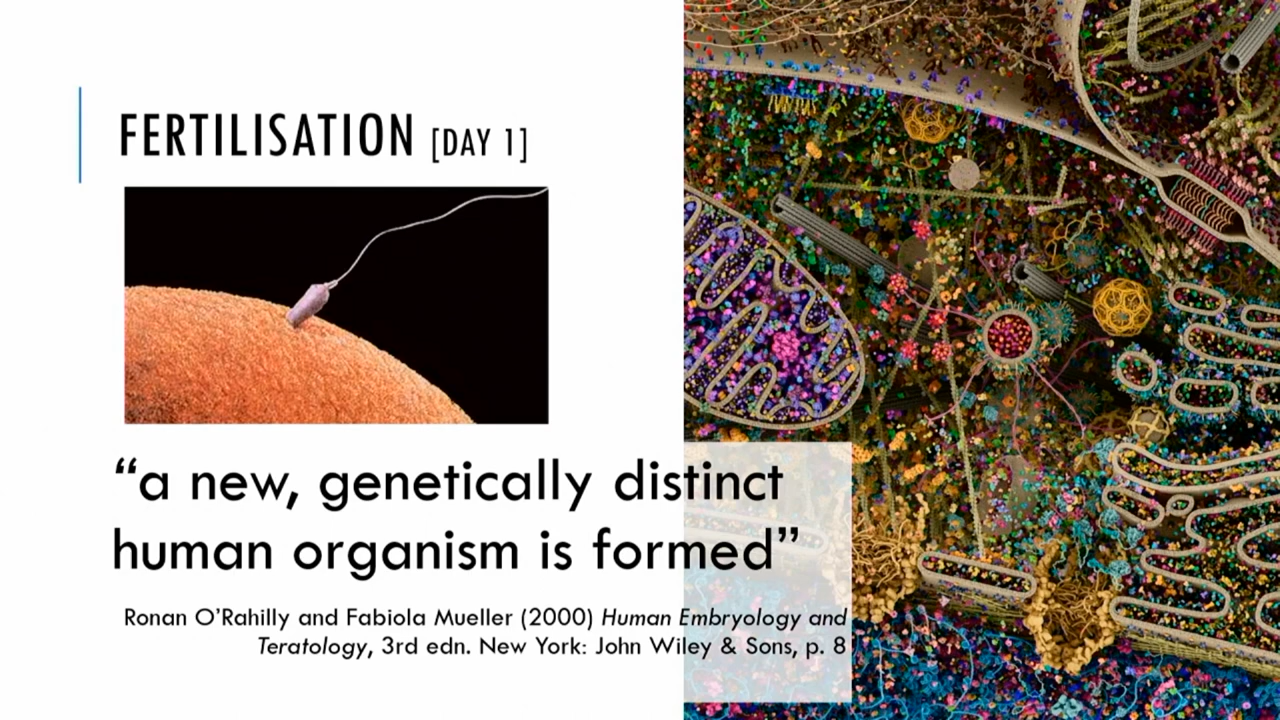 FERTILISATION [DAY 1]
“a new, genetically distinct
human organism is formed”
Ronan O’Rahilly and Fabiola Mueller (2000) Human Embryology and
Teratology, 3rd edn. New York: John Wiley & Sons, p. 8